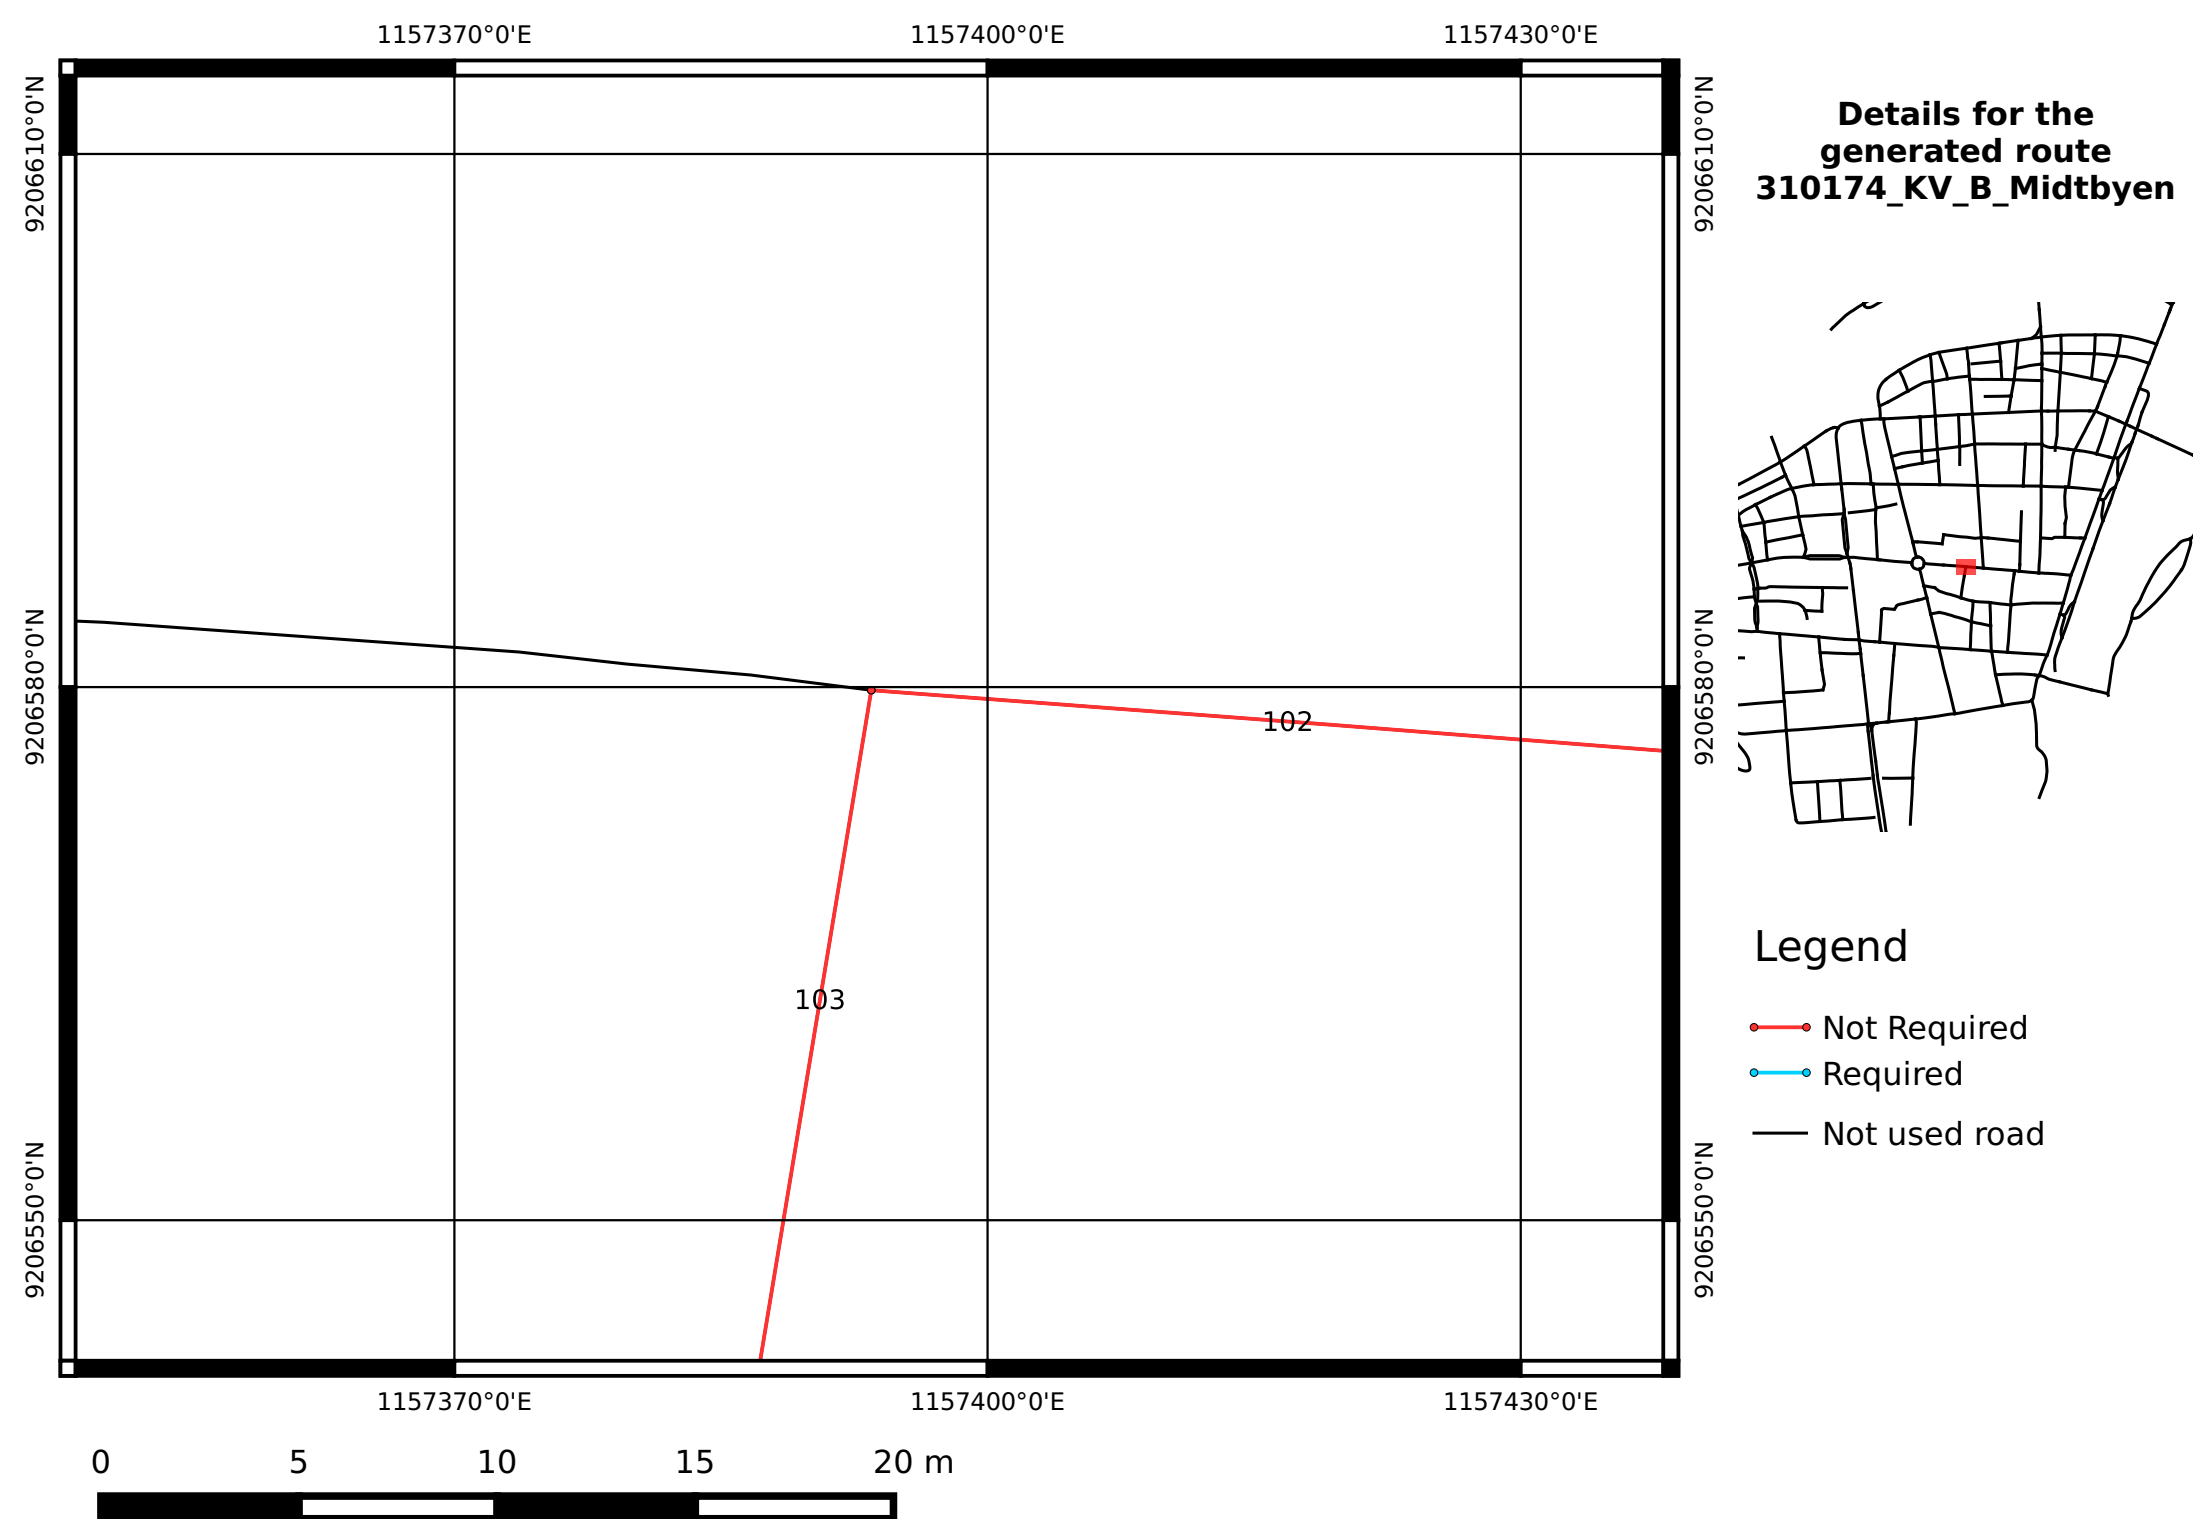 1157370°0'E 1157400°0'E 1157430°0'E
9206610°0'N
9206580°0'N
9206550°0'N
102
103
9206610°0'N
9206580°0'N
9206550°0'N
1157370°0'E 1157400°0'E 1157430°0'E
0 5 10 15 20 m
Details for the
generated route
310174_KV_B_Midtbyen
Legend
Not Required
Required
Not used road